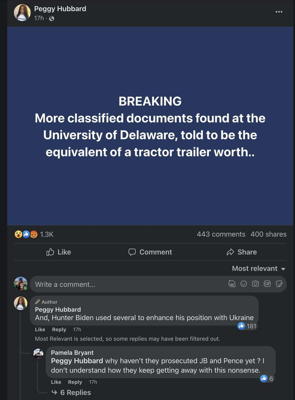 Peggy Hubbard
17h ·
BREAKING
More classified documents found at the
University of Delaware, told to be the
equivalent of a tractor trailer worth..
1.3K
443 comments 400 shares
Like
Comment
Share
Most relevant
Write a comment...
Author
Peggy Hubbard
And, Hunter Biden used several to enhance his position with Ukraine
Like Reply 17h
181
Most Relevant is selected, so some replies may have been filtered out.
Pamela Bryant
Peggy Hubbard why haven't they prosecuted JB and Pence yet ? I
don't understand how they keep getting away with this nonsense.
Like Reply 17h
6
6 Replies